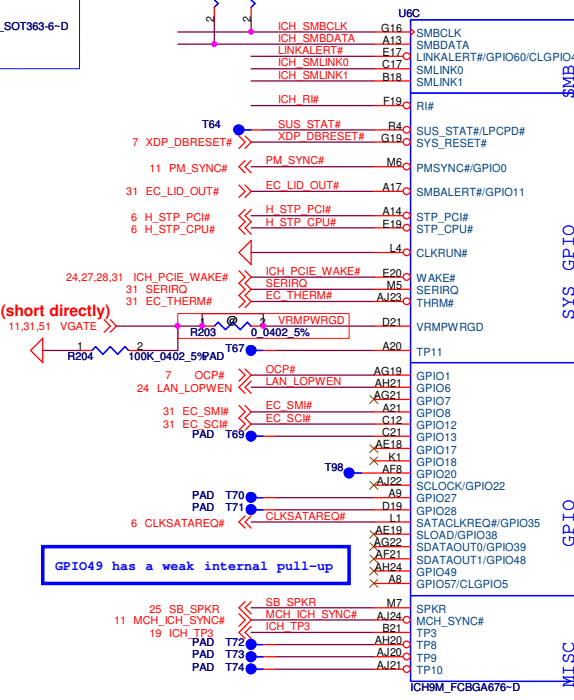 _SOT363-6~D
U6C
2 2
ICH_SMBCLK G16 SMBCLK
ICH_SMBDATA A13 SMBDATA
LINKALERT# E17 LINKALERT#/GPIO60/CLGPIO4
ICH_SMLINK0 C17 SMLINK0
ICH_SMLINK1 B18 SMLINK1
SMB
ICH_RI# F19 RI#
T64 SUS_STAT# R4 SUS_STAT#/LPCPD#
7 XDP_DBRESET# XDP_DBRESET# G19 SYS_RESET#
11 PM_SYNC# PM_SYNC# M6 PMSYNC#/GPIO0
31 EC_LID_OUT# EC_LID_OUT# A17 SMBALERT#/GPIO11
6 H_STP_PCI# H_STP_PCI# A14 STP_PCI#
6 H_STP_CPU# H_STP_CPU# E19 STP_CPU#
L4 CLKRUN#
SYS GPIO
24,27,28,31 ICH_PCIE_WAKE# ICH_PCIE_WAKE# E20 WAKE#
31 SERIRQ SERIRQ M5 SERIRQ
31 EC_THERM# EC_THERM# AJ23 THRM#
(short directly)
11,31,51 VGATE 1 @ 2 VRMPWRGD D21 VRMPWRGD
R203 0_0402_5%
1 2 T67 A20 TP11
R204 100K_0402_5% PAD
7 OCP# OCP# AG19 GPIO1
24 LAN_LOPWEN LAN_LOPWEN AH21 GPIO6
AG21 GPIO7
31 EC_SMI# EC_SMI# A21 GPIO8
31 EC_SCI# EC_SCI# C12 GPIO12
PAD T69 C21 GPIO13
AE18 GPIO17
K1 GPIO18
T98 AF8 GPIO20
AJ22 SCLOCK/GPIO22
PAD T70 A9 GPIO27
PAD T71 D19 GPIO28
6 CLKSATAREQ# CLKSATAREQ# L1 SATACLKREQ#/GPIO35
AE19 SLOAD/GPIO38
AG22 SDATAOUT0/GPIO39
AF21 SDATAOUT1/GPIO48
AH24 GPIO49
A8 GPIO57/CLGPIO5
GPIO
GPIO49 has a weak internal pull-up
25 SB_SPKR SB_SPKR M7 SPKR
11 MCH_ICH_SYNC# MCH_ICH_SYNC# AJ24 MCH_SYNC#
19 ICH_TP3 ICH_TP3 B21 TP3
PAD T72 AH20 TP8
PAD T73 AJ20 TP9
PAD T74 AJ21 TP10
MISC
ICH9M_FCBGA676~D